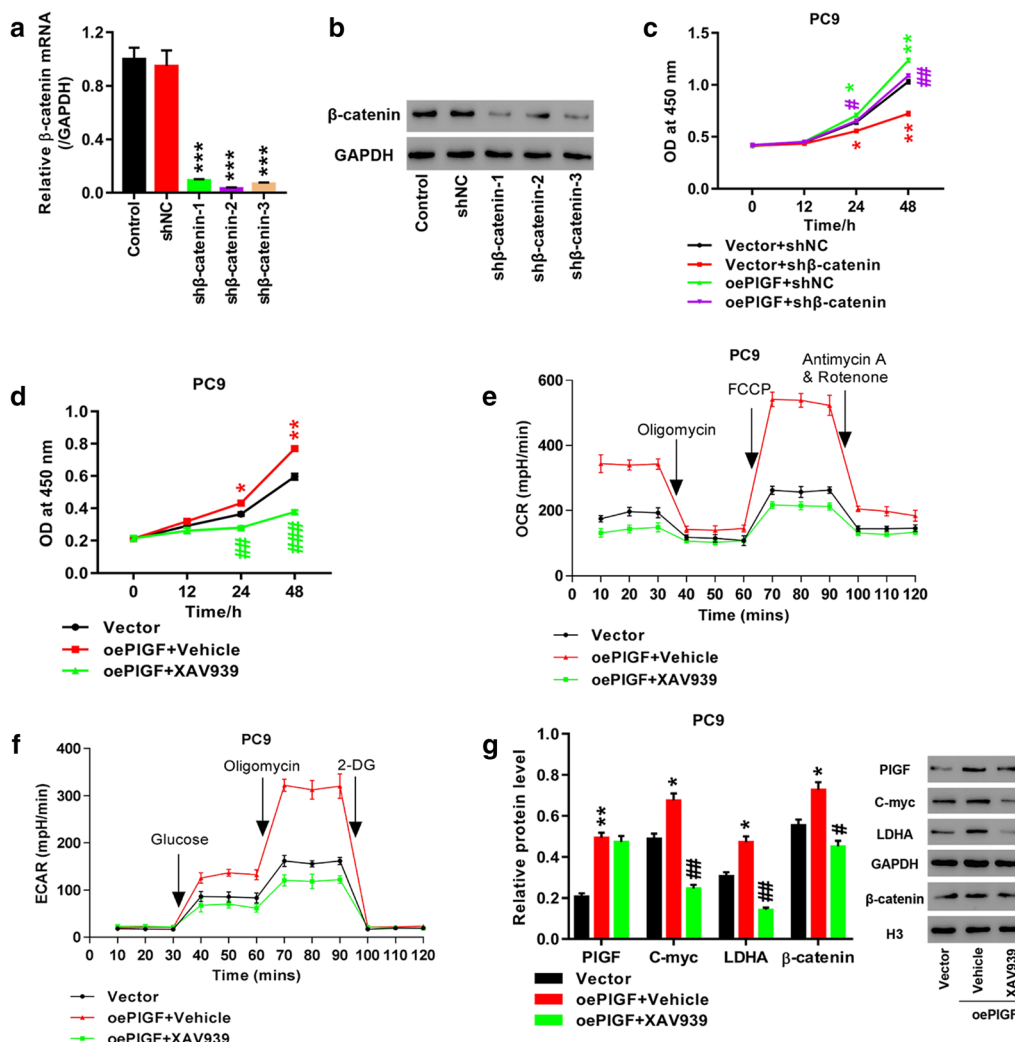 a
Relative β-catenin mRNA
(/GAPDH)
1.2
0.8
0.4
0.0
***
***
***
Control
shNC
shβ-catenin-1
shβ-catenin-2
shβ-catenin-3
b
β-catenin
GAPDH
Control
shNC
shβ-catenin-1
shβ-catenin-2
shβ-catenin-3
c
PC9
OD at 450 nm
1.5
1.0
0.5
0.0
**
*
#
##
*
**
0
12
24
48
Time/h
Vector+shNC
Vector+shβ-catenin
oePIGF+shNC
oePIGF+shβ-catenin
d
PC9
OD at 450 nm
1.0
0.8
0.6
0.4
0.2
0.0
**
*
##
###
0
12
24
48
Time/h
Vector
oePIGF+Vehicle
oePIGF+XAV939
e
PC9
OCR (mpH/min)
600
400
200
0
Oligomycin
FCCP
Antimycin A
& Rotenone
0 10 20 30 40 50 60 70 80 90 100 110 120
Time (mins)
Vector
oePIGF+Vehicle
oePIGF+XAV939
f
PC9
ECAR (mpH/min)
400
300
200
100
0
Glucose
Oligomycin
2-DG
0 10 20 30 40 50 60 70 80 90 100 110 120
Time (mins)
Vector
oePIGF+Vehicle
oePIGF+XAV939
g
PC9
Relative protein level
1.0
0.8
0.6
0.4
0.2
0.0
**
*
##
*
##
*
#
PIGF
C-myc
LDHA
β-catenin
Vector
oePIGF+Vehicle
oePIGF+XAV939
PIGF
C-myc
LDHA
GAPDH
β-catenin
H3
Vector
Vehicle
XAV939
oePIGF